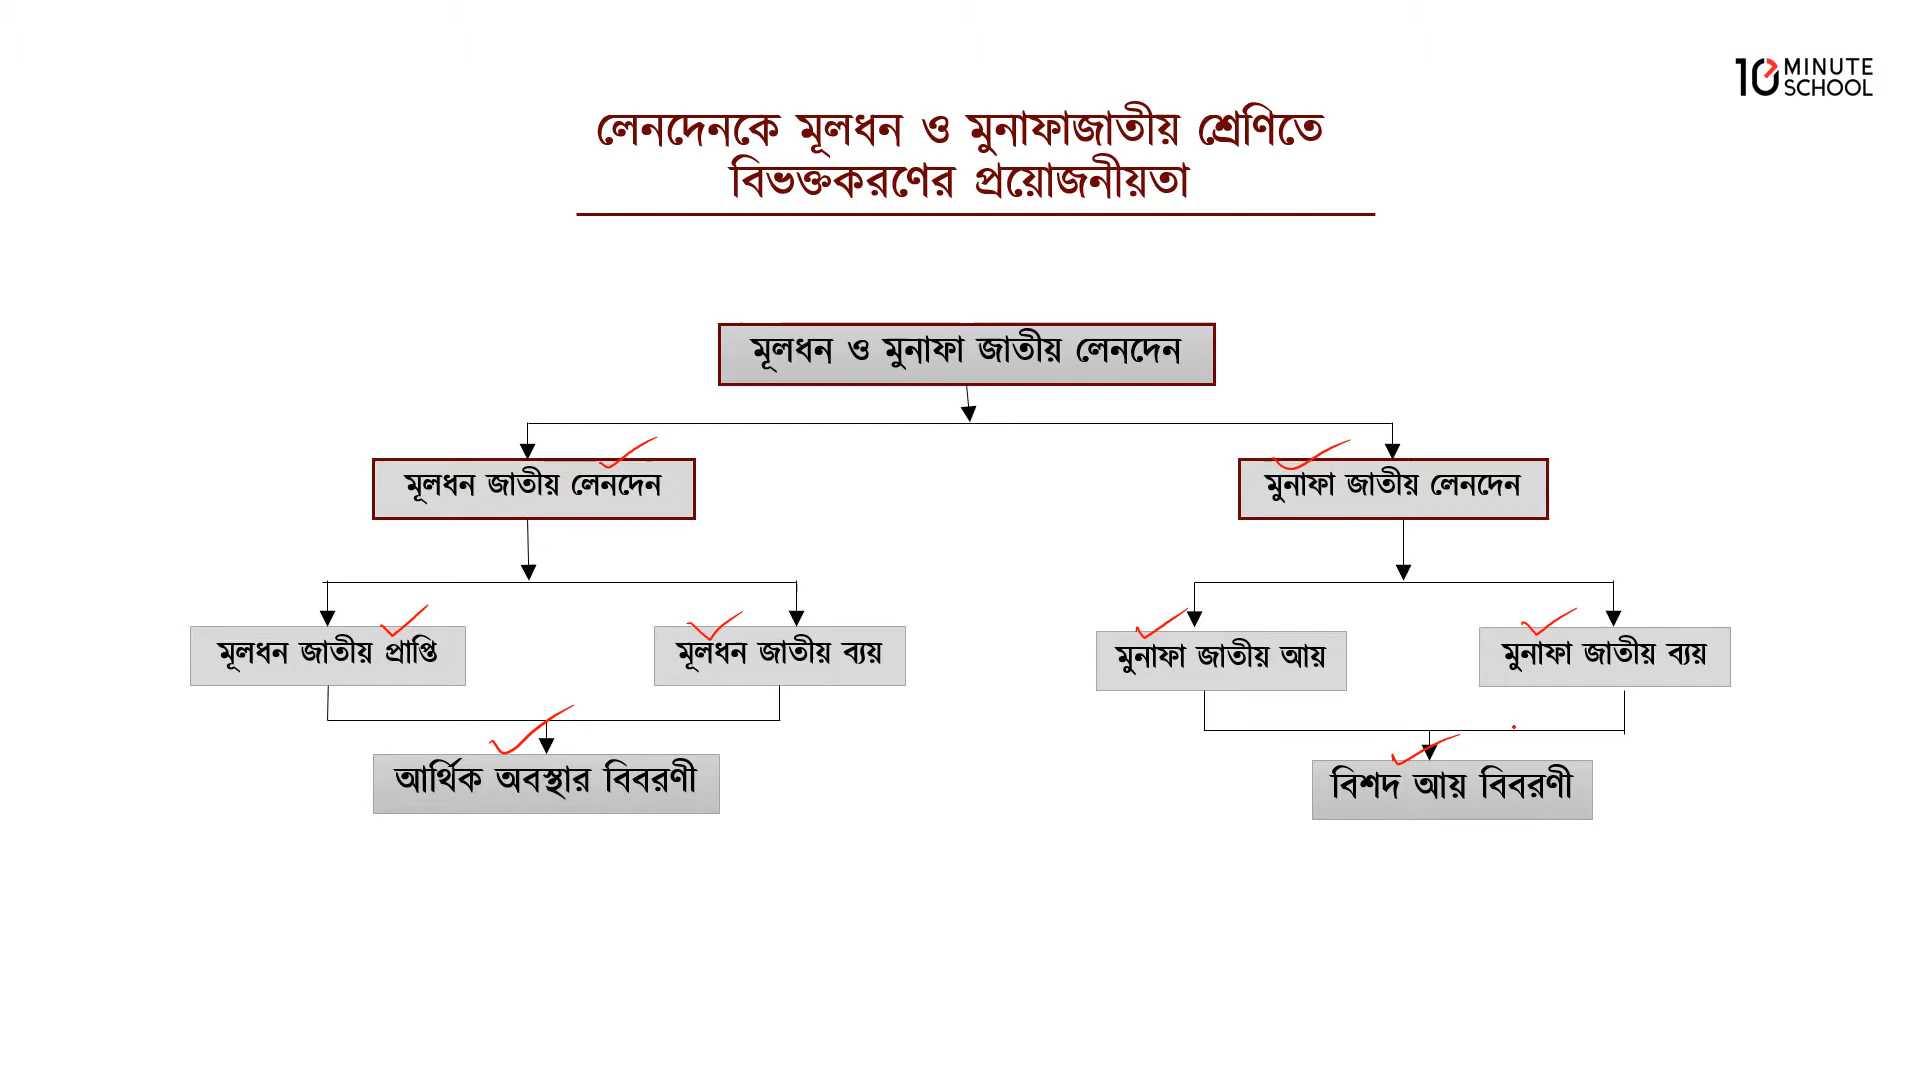 10 MINUTE
SCHOOL
লেনদেনকে মূলধন ও মুনাফাজাতীয় শ্রেণিতে
বিভক্তকরণের প্রয়োজনীয়তা
মূলধন ও মুনাফা জাতীয় লেনদেন
মূলধন জাতীয় লেনদেন
মুনাফা জাতীয় লেনদেন
মূলধন জাতীয় প্রাপ্তি
মূলধন জাতীয় ব্যয়
মুনাফা জাতীয় আয়
মুনাফা জাতীয় ব্যয়
আর্থিক অবস্থার বিবরণী
বিশদ আয় বিবরণী